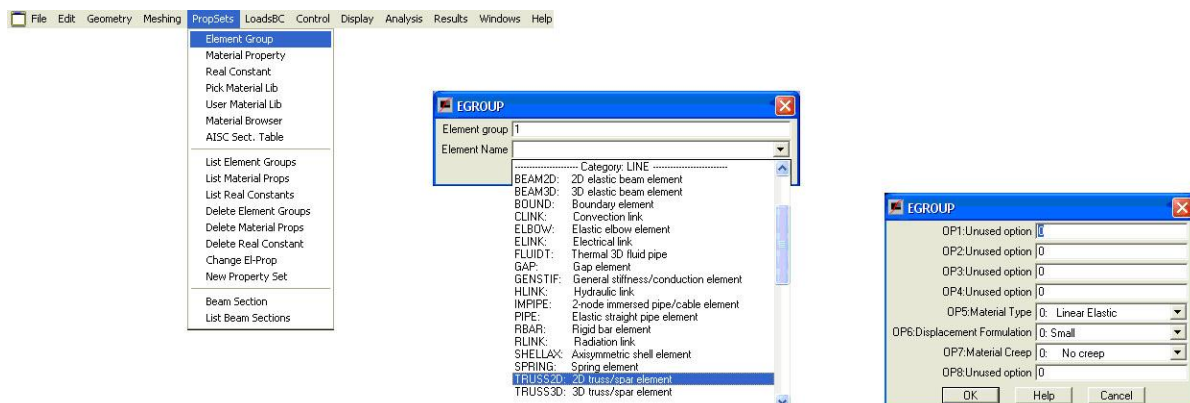 File Edit Geometry Meshing PropSets LoadsBC Control Display Analysis Results Windows Help
Element Group
Material Property
Real Constant
Pick Material Lib
User Material Lib
Material Browser
AISC Sect. Table
List Element Groups
List Material Props
List Real Constants
Delete Element Groups
Delete Material Props
Delete Real Constant
Change El-Prop
New Property Set
Beam Section
List Beam Sections
EGROUP
Element group 1
Element Name
---------------------- Category: LINE --------------------------
BEAM2D: 2D elastic beam element
BEAM3D: 3D elastic beam element
BOUND: Boundary element
CLINK: Convection link
ELBOW: Elastic elbow element
ELINK: Electrical link
FLUIDT: Thermal 3D fluid pipe
GAP: Gap element
GENSTIF: General stiffness/conduction element
HLINK: Hydraulic link
IMPIPE: 2-node immersed pipe/cable element
PIPE: Elastic straight pipe element
RBAR: Rigid bar element
RLINK: Radiation link
SHELLAX: Axisymmetric shell element
SPRING: Spring element
TRUSS2D: 2D truss/spar element
TRUSS3D: 3D truss/spar element
EGROUP
OP1:Unused option 0
OP2:Unused option 0
OP3:Unused option 0
OP4:Unused option 0
OP5:Material Type 0: Linear Elastic
OP6:Displacement Formulation 0: Small
OP7:Material Creep 0: No creep
OP8:Unused option 0
OK Help Cancel